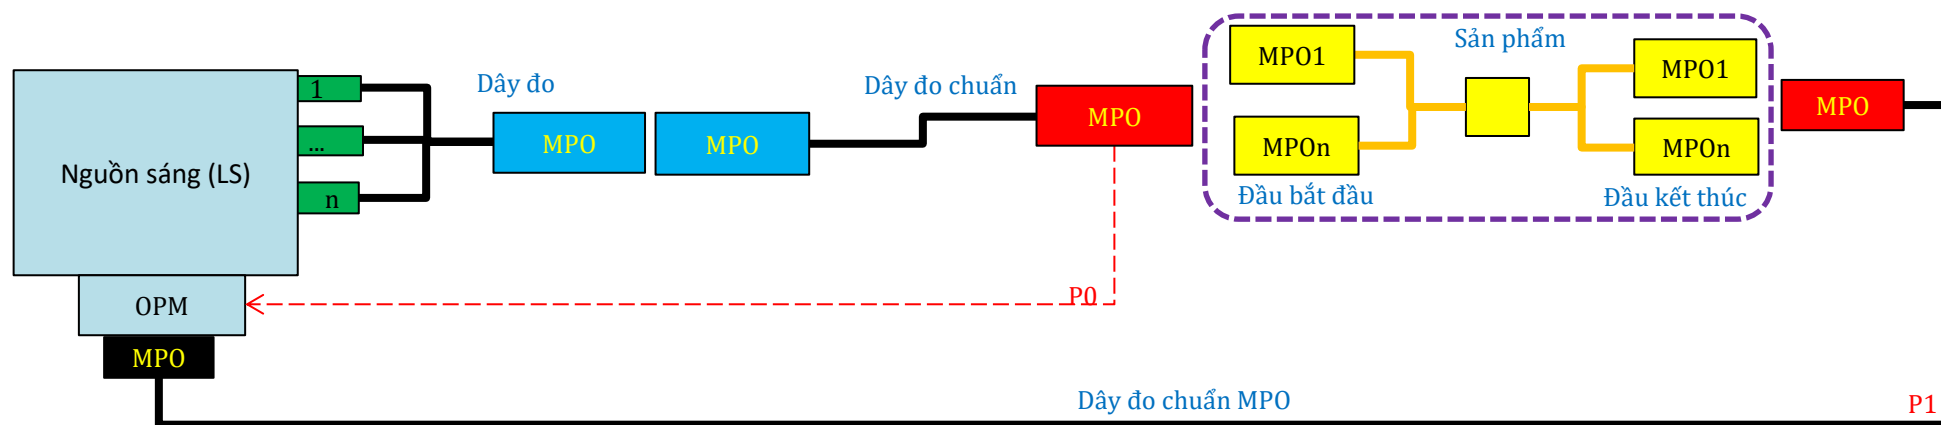 Nguồn sáng (LS)
1
...
n
OPM
MPO
Dây đo
MPO
MPO
Dây đo chuẩn
MPO
P0
Sản phẩm
MPO1
MPOn
Đầu bắt đầu
MPO1
MPOn
Đầu kết thúc
MPO
Dây đo chuẩn MPO
P1